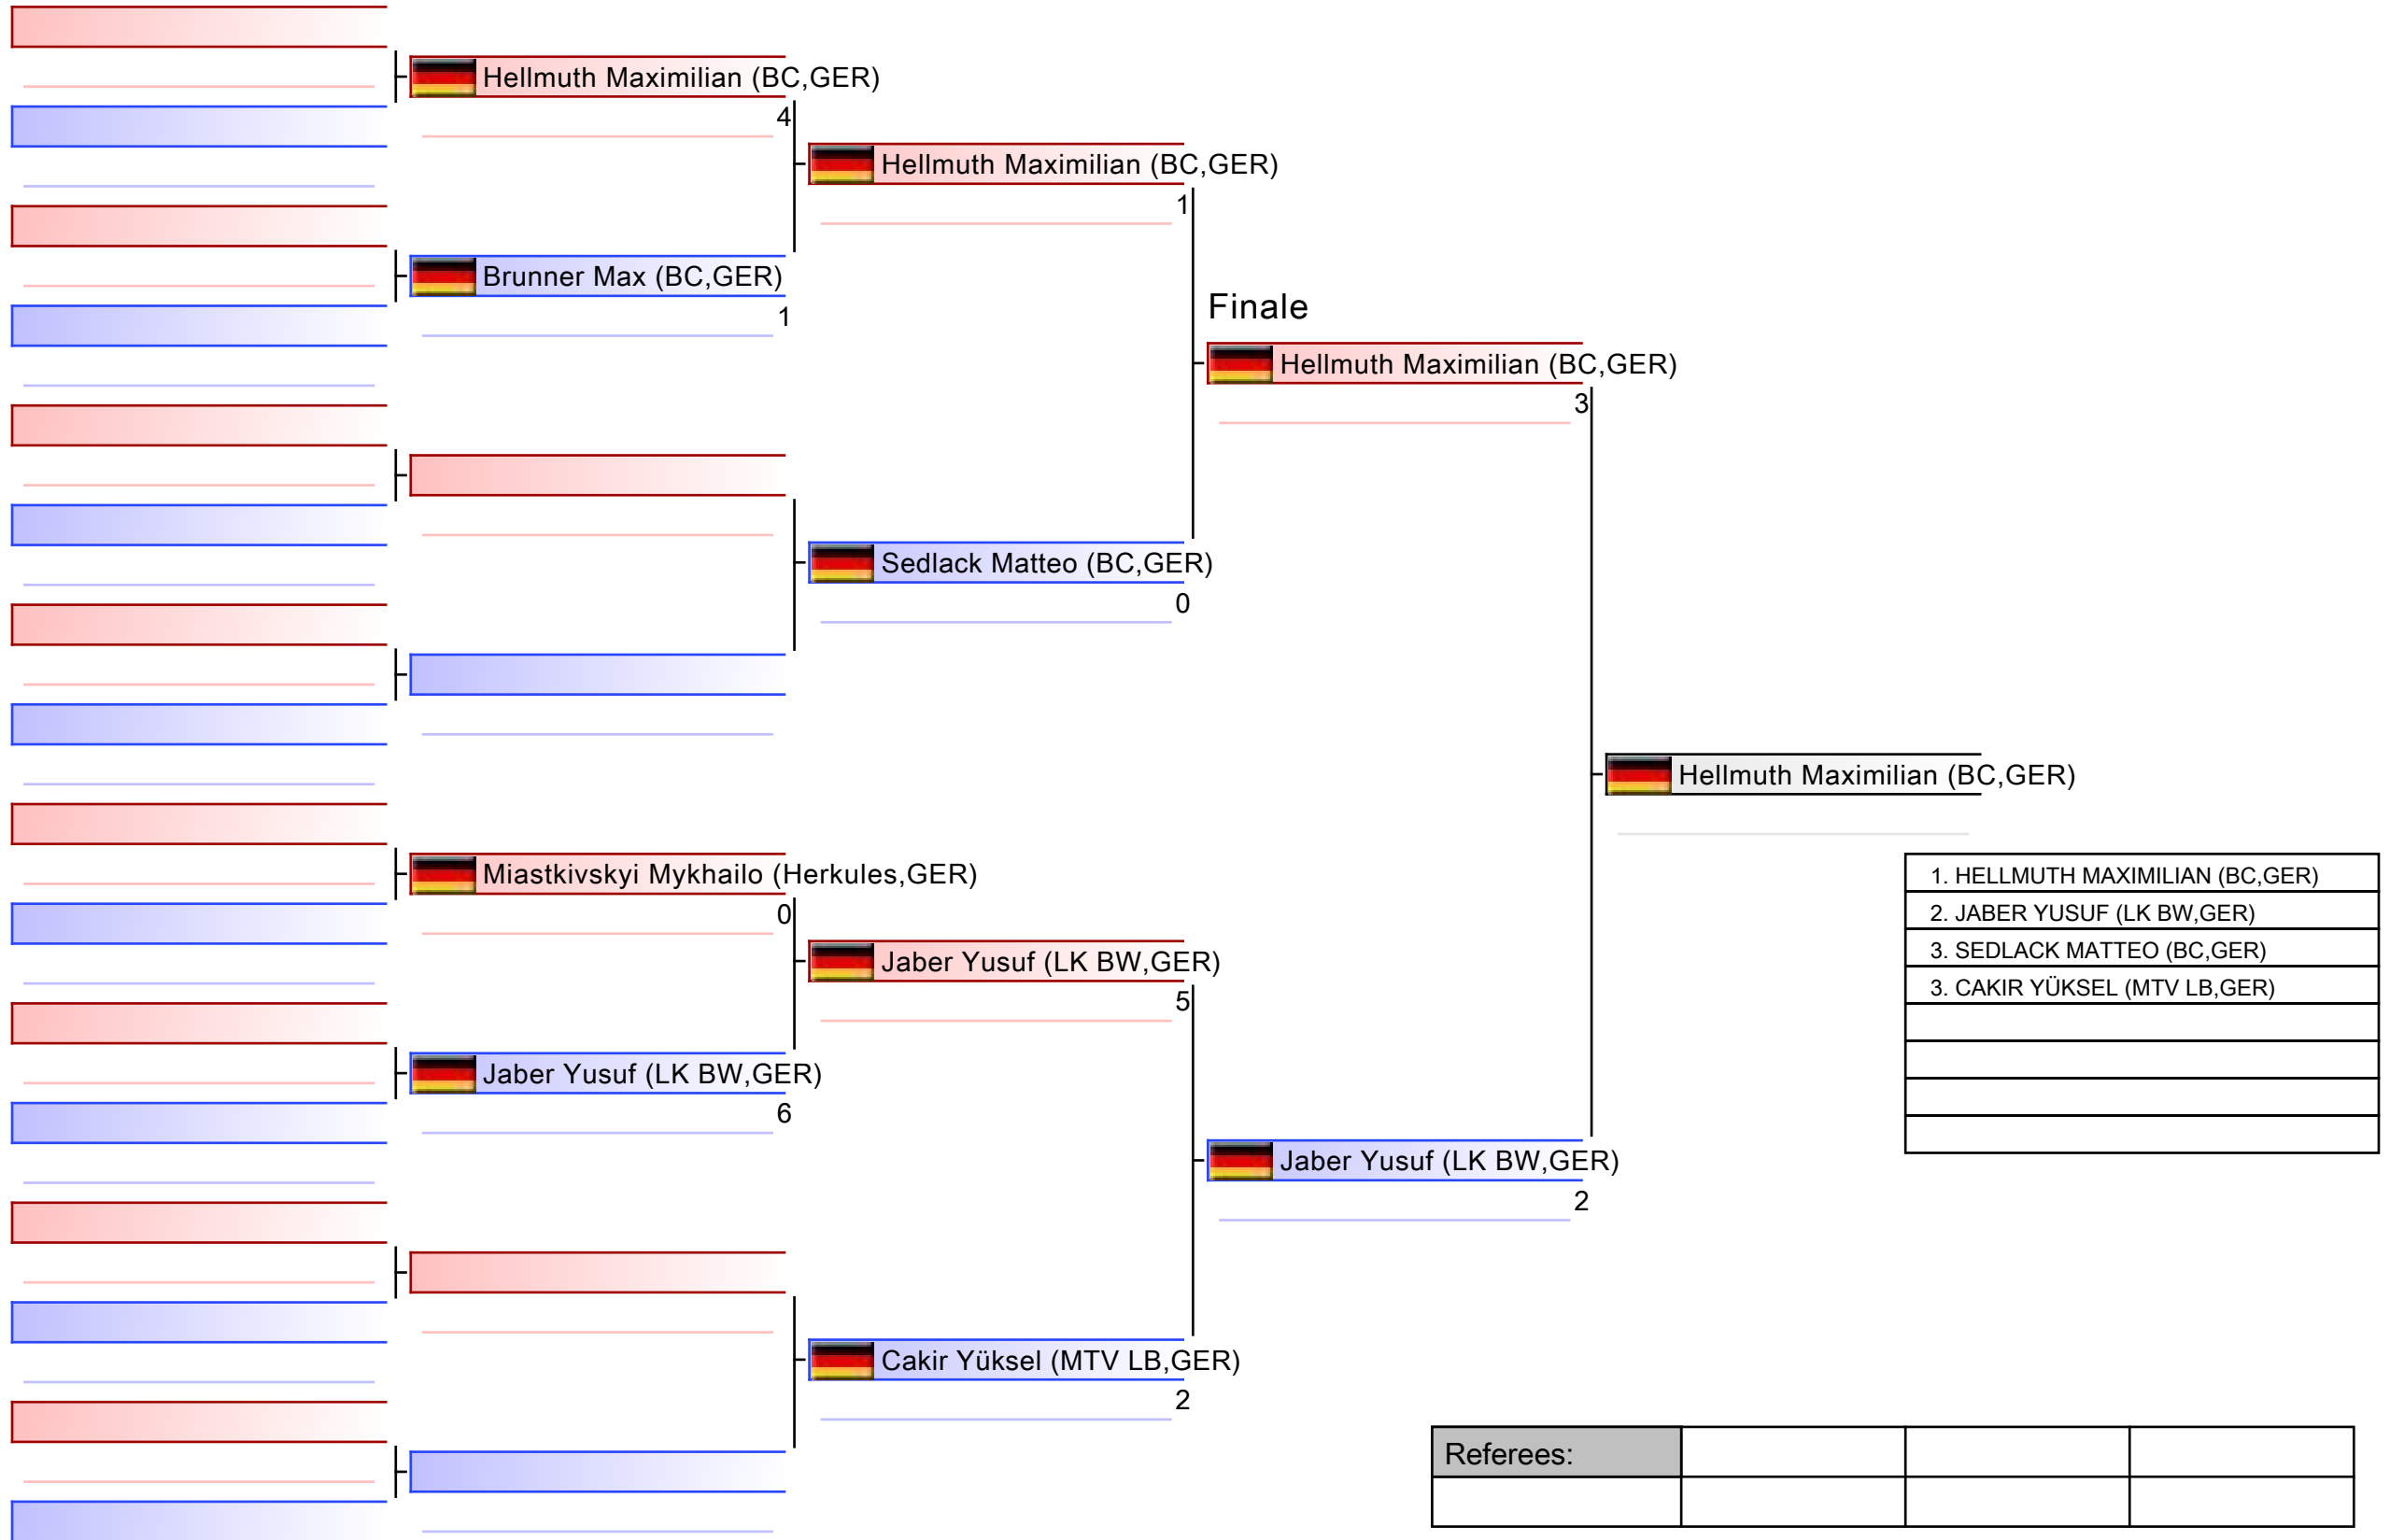 Hellmuth Maximilian (BC,GER)
4
Brunner Max (BC,GER)
1
Miastkivskyi Mykhailo (Herkules,GER)
0
Jaber Yusuf (LK BW,GER)
6
Hellmuth Maximilian (BC,GER)
1
Sedlack Matteo (BC,GER)
0
Jaber Yusuf (LK BW,GER)
5
Cakir Yüksel (MTV LB,GER)
2
Finale
Hellmuth Maximilian (BC,GER)
3
Jaber Yusuf (LK BW,GER)
2
Hellmuth Maximilian (BC,GER)
1. HELLMUTH MAXIMILIAN (BC,GER)
2. JABER YUSUF (LK BW,GER)
3. SEDLACK MATTEO (BC,GER)
3. CAKIR YÜKSEL (MTV LB,GER)
Referees: